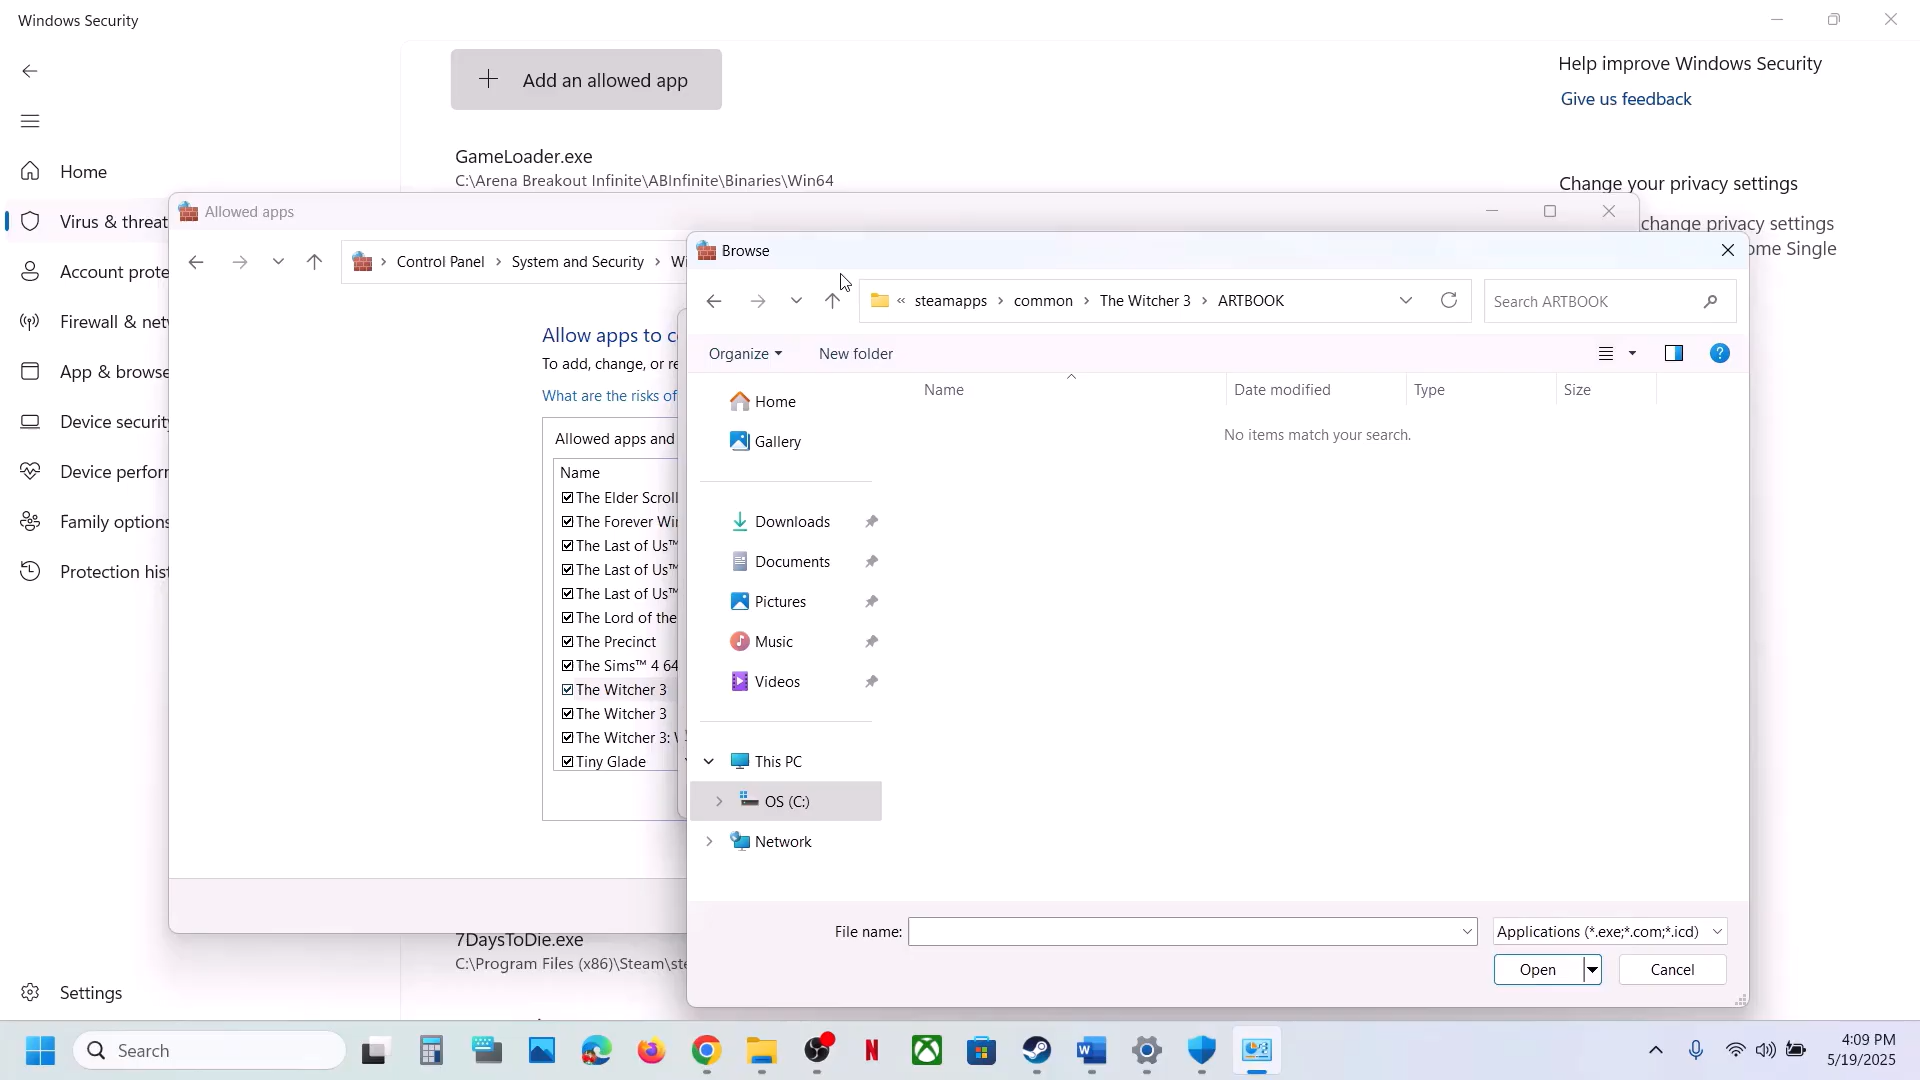 Windows Security
Add an allowed app
GameLoader.exe
C:\Arena Breakout Infinite\ABInfinite\Binaries\Win64
Help improve Windows Security
Give us feedback
Change your privacy settings
change privacy settings
ome Single
Home
Virus & threat
Account prote
Firewall & netw
App & browse
Device security
Device perforr
Family options
Protection hist
Settings
Allowed apps
Control Panel
System and Security
Wi
Allow apps to c
To add, change, or re
What are the risks of
Allowed apps and
Name
The Elder Scroll
The Forever Wi
The Last of Us™
The Last of Us™
The Last of Us™
The Lord of the
The Precinct
The Sims™ 4 64
The Witcher 3
The Witcher 3
The Witcher 3:
Tiny Glade
Browse
« steamapps > common > The Witcher 3 > ARTBOOK
Search ARTBOOK
Organize
New folder
Name
Date modified
Type
Size
No items match your search.
Home
Gallery
Downloads
Documents
Pictures
Music
Videos
This PC
OS (C:)
Network
File name:
Applications (*.exe;*.com;*.icd)
Open
Cancel
7DaysToDie.exe
C:\Program Files (x86)\Steam\ste
Search
4:09 PM
5/19/2025